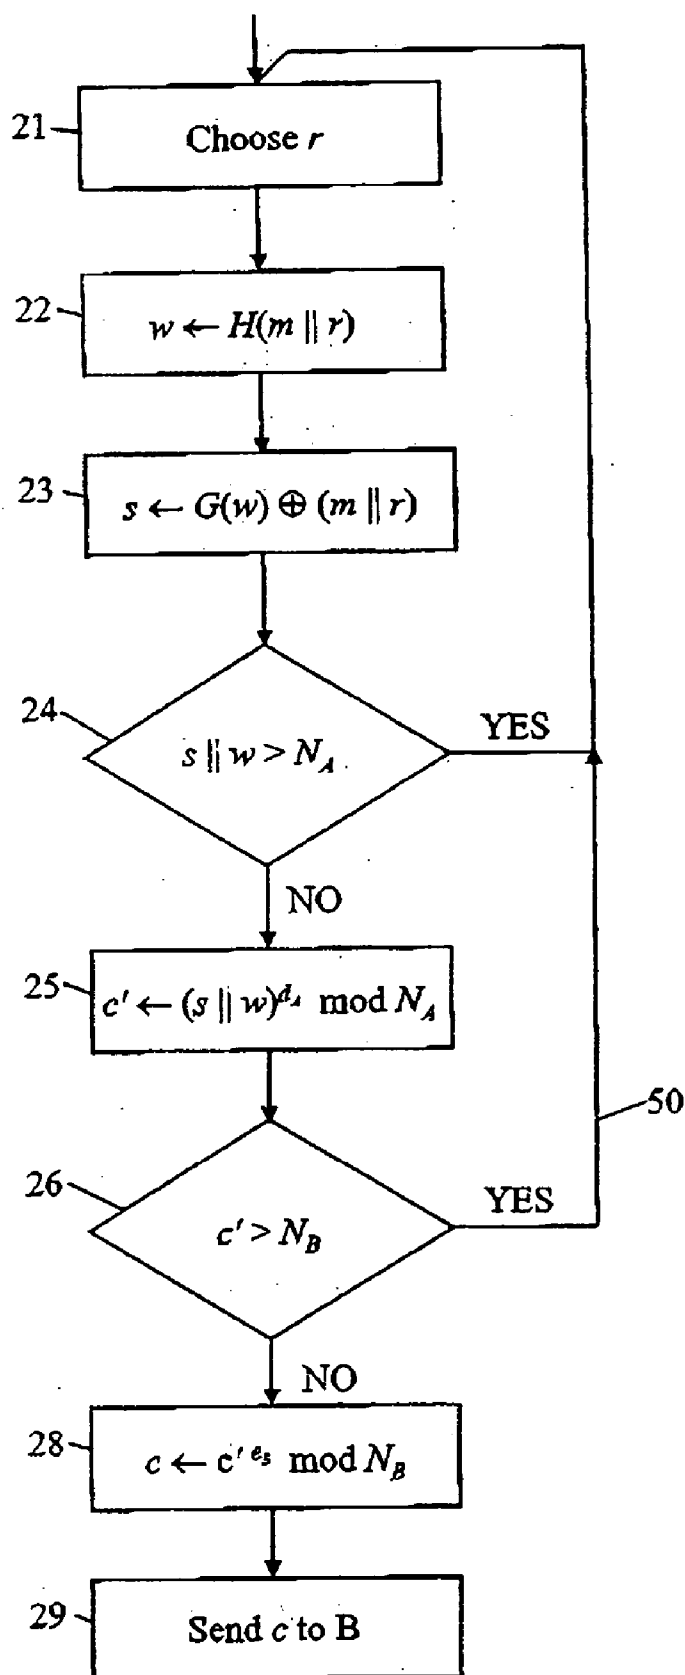 21
Choose r
22
w ← H(m || r)
23
s ← G(w) ⊕ (m || r)
24
s || w > N_A
YES
NO
25
c' ← (s || w)^{d_A} mod N_A
50
26
c' > N_B
YES
NO
28
c ← c'^{e_B} mod N_B
29
Send c to B